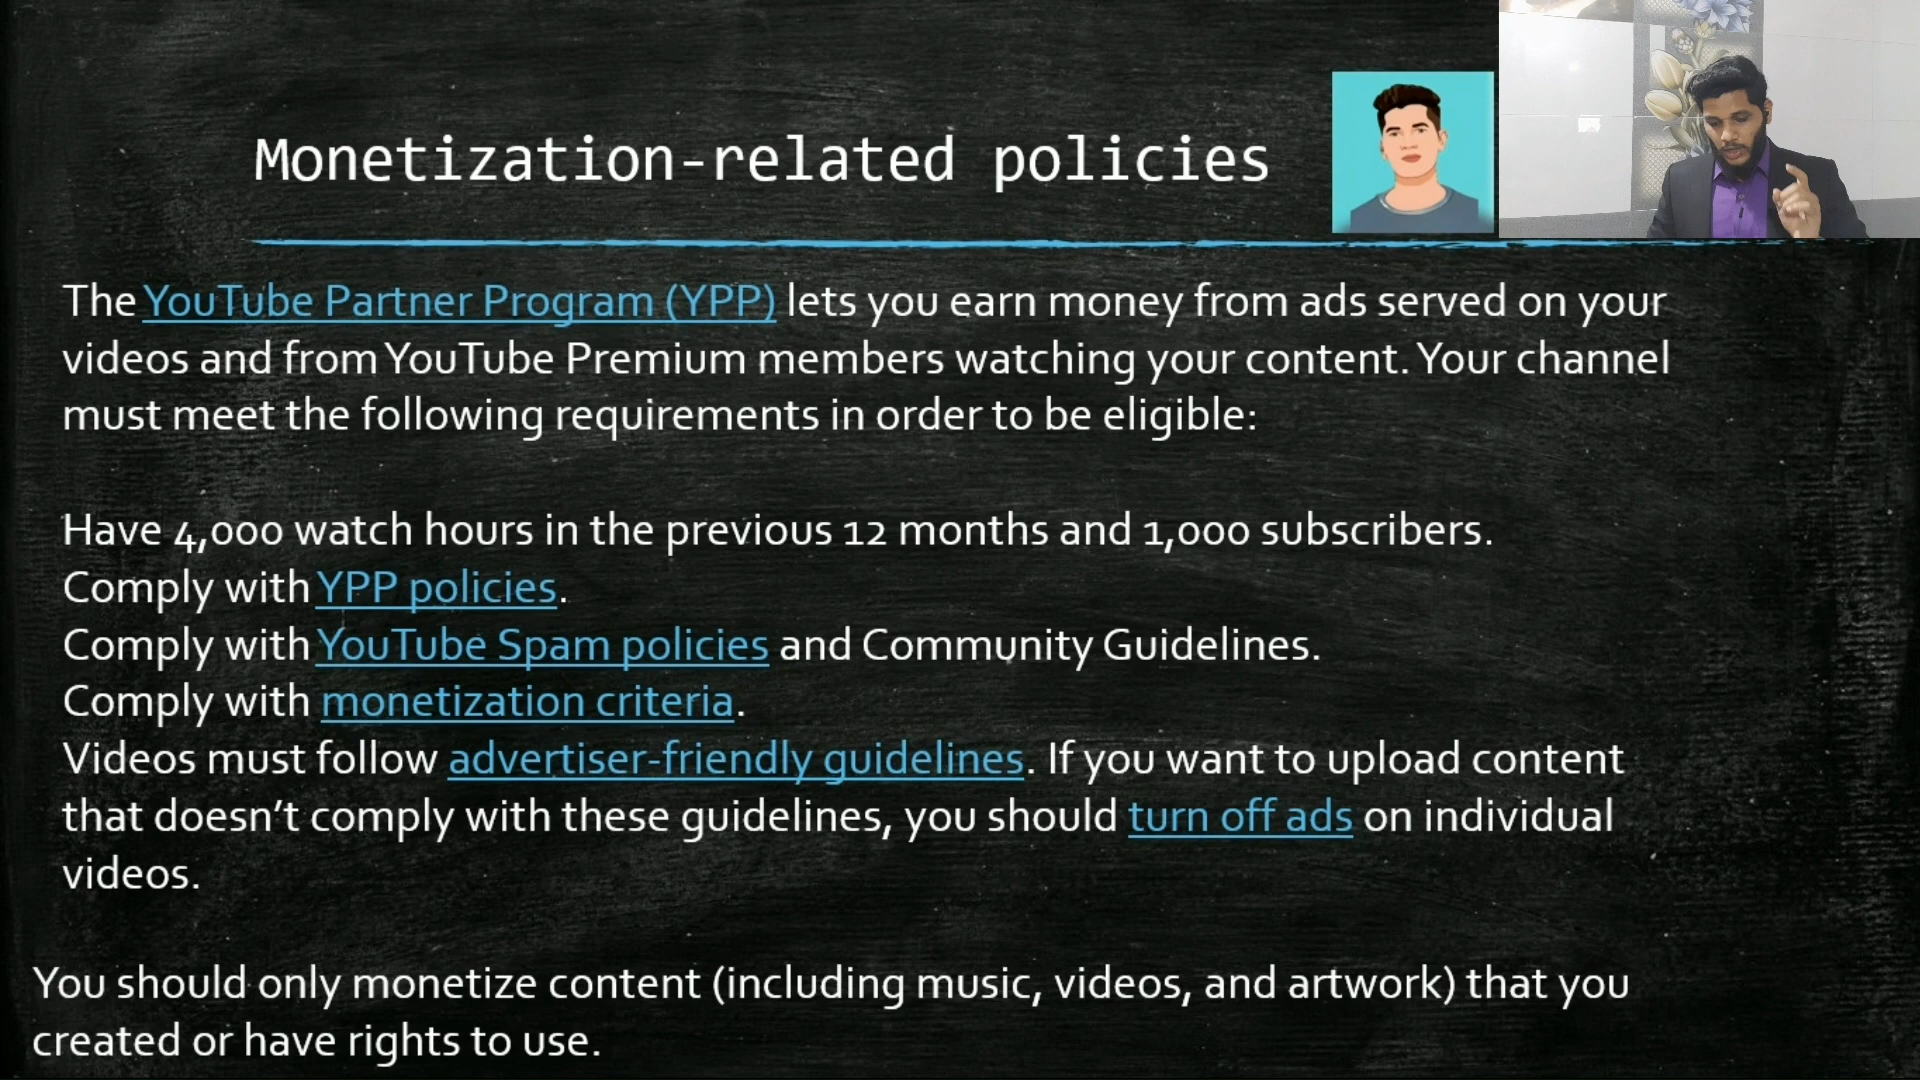 Monetization-related policies
The YouTube Partner Program (YPP) lets you earn money from ads served on your
videos and from YouTube Premium members watching your content. Your channel
must meet the following requirements in order to be eligible:
Have 4,000 watch hours in the previous 12 months and 1,000 subscribers.
Comply with YPP policies.
Comply with YouTube Spam policies and Community Guidelines.
Comply with monetization criteria.
Videos must follow advertiser-friendly guidelines. If you want to upload content
that doesn’t comply with these guidelines, you should turn off ads on individual
videos.
You should only monetize content (including music, videos, and artwork) that you
created or have rights to use.